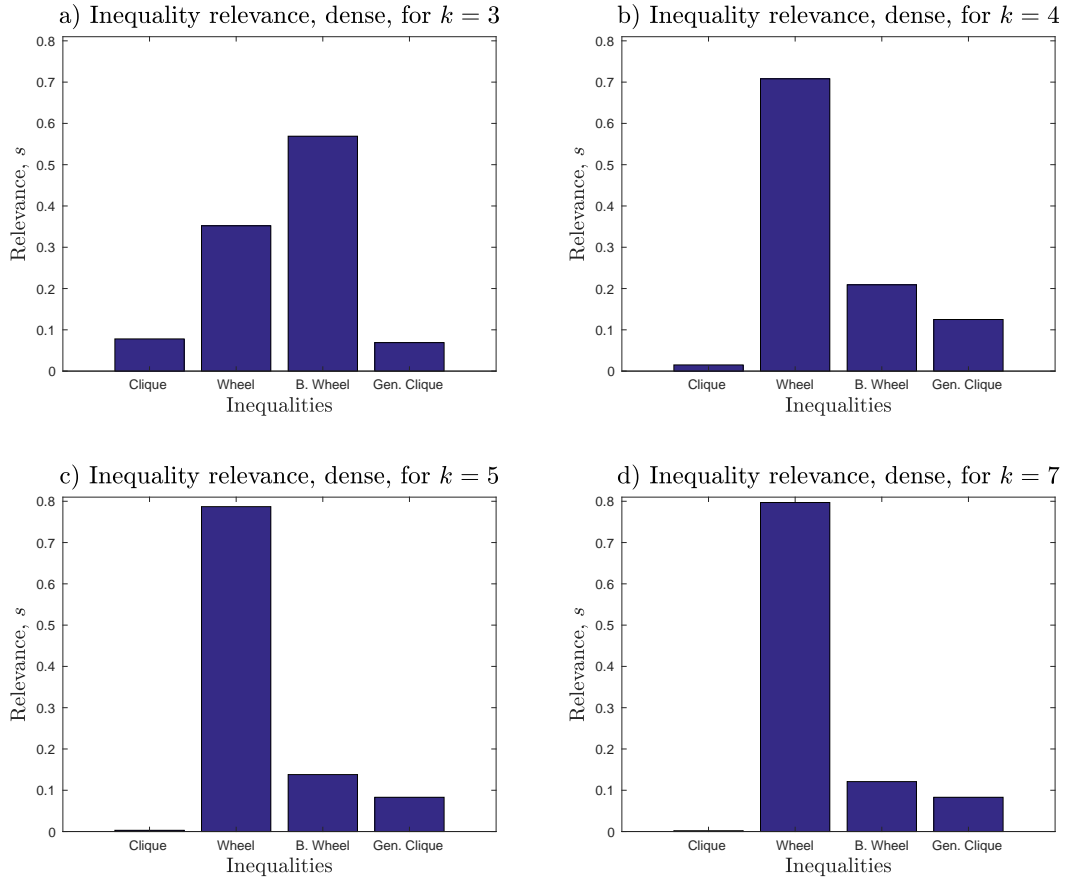 a) Inequality relevance, dense, for k = 3
0.8
0.7
0.6
0.5
0.4
0.3
0.2
0.1
0
Relevance, s
Clique Wheel B. Wheel Gen. Clique
Inequalities
b) Inequality relevance, dense, for k = 4
0.8
0.7
0.6
0.5
0.4
0.3
0.2
0.1
0
Relevance, s
Clique Wheel B. Wheel Gen. Clique
Inequalities
c) Inequality relevance, dense, for k = 5
0.8
0.7
0.6
0.5
0.4
0.3
0.2
0.1
0
Relevance, s
Clique Wheel B. Wheel Gen. Clique
Inequalities
d) Inequality relevance, dense, for k = 7
0.8
0.7
0.6
0.5
0.4
0.3
0.2
0.1
0
Relevance, s
Clique Wheel B. Wheel Gen. Clique
Inequalities